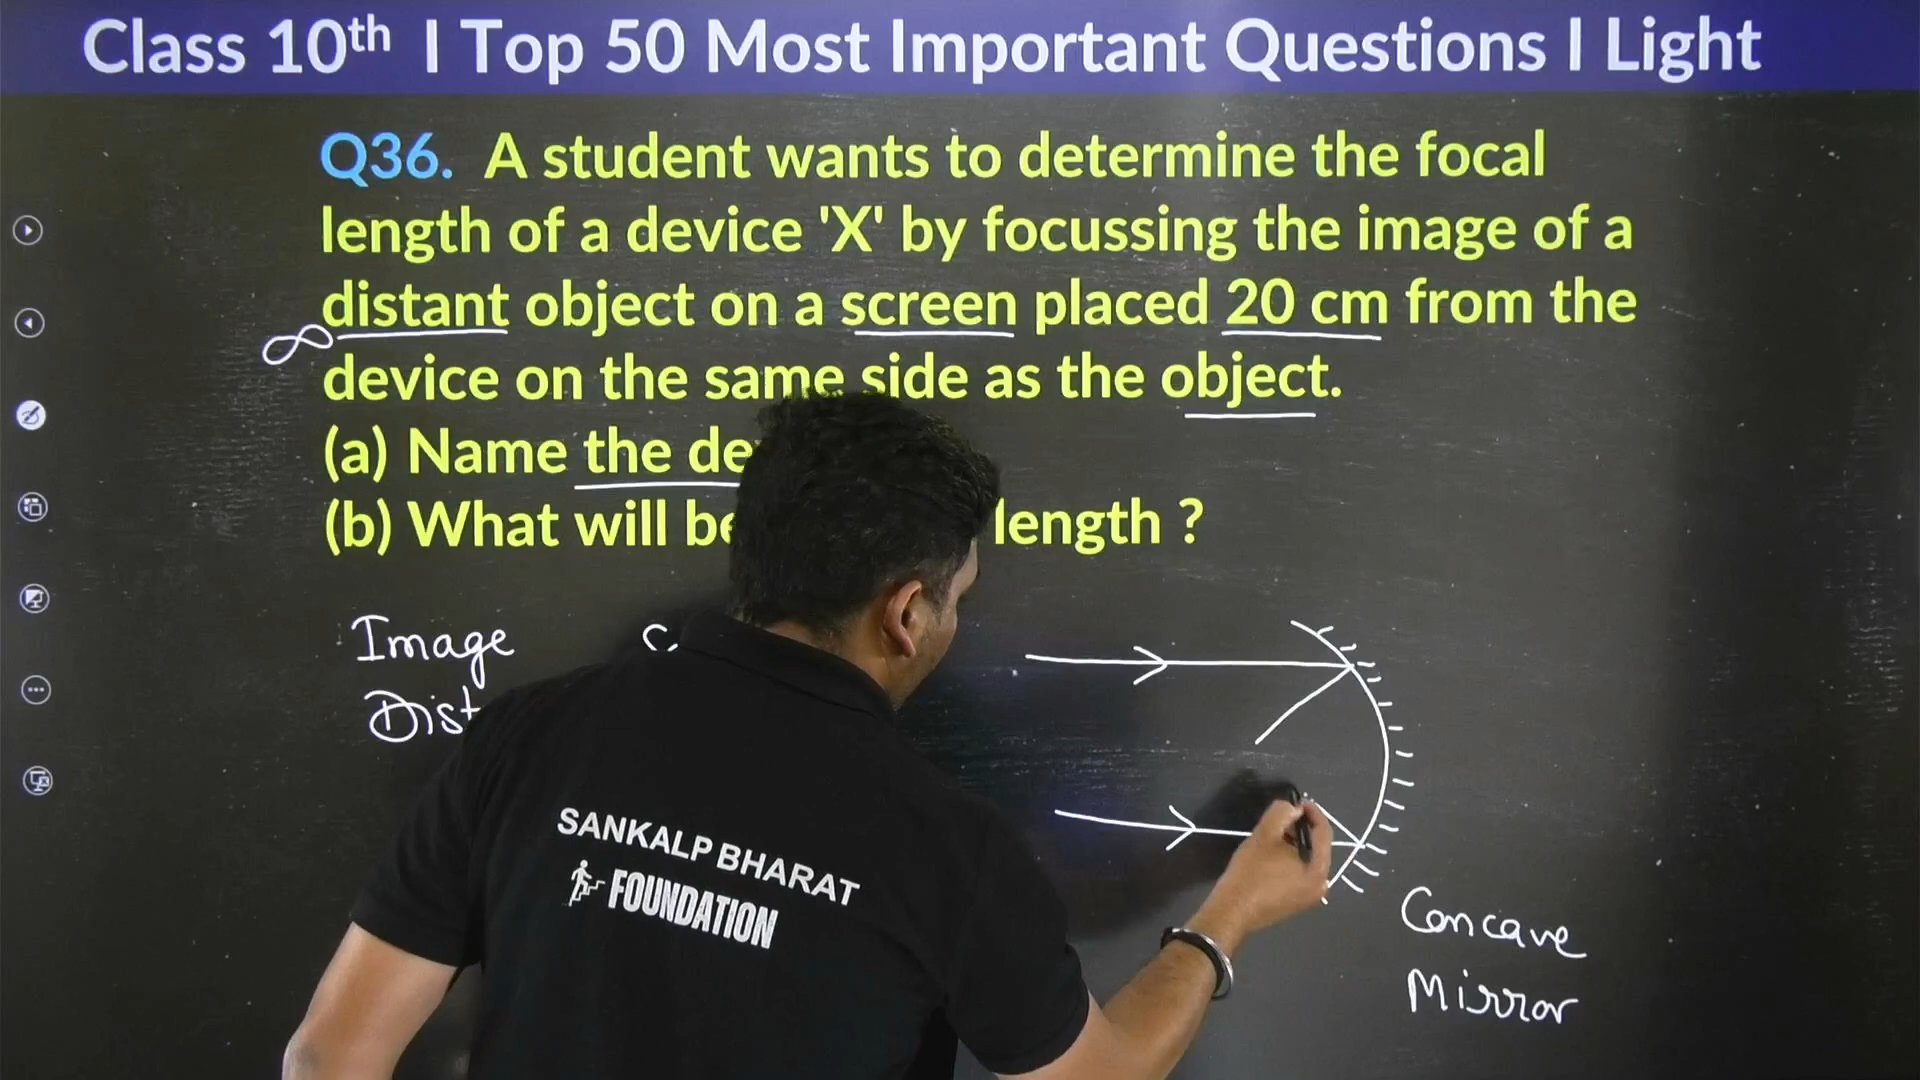 Class 10th I Top 50 Most Important Questions I Light
Q36. A student wants to determine the focal
length of a device 'X' by focussing the image of a
distant object on a screen placed 20 cm from the
∞
device on the same side as the object.
(a) Name the de
(b) What will be length ?
Image
Dist
Concave
Mirror
SANKALP BHARAT
FOUNDATION